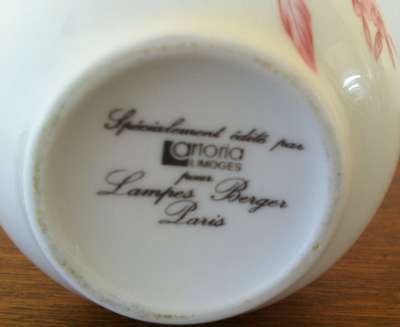 Spécialement édité par
artoria
LIMOGES
pour
Lampes Berger
Paris